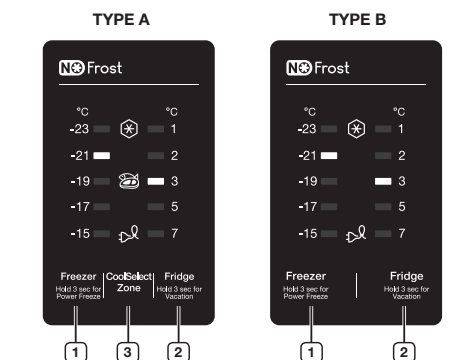 TYPE A
TYPE B
NO Frost
°C °C
-23 1
-21 2
-19 3
-17 5
-15 7
Freezer
Hold 3 sec for
Power Freeze
CoolSelect
Zone
Fridge
Hold 3 sec for
Vacation
1
3
2
NO Frost
°C °C
-23 1
-21 2
-19 3
-17 5
-15 7
Freezer
Hold 3 sec for
Power Freeze
Fridge
Hold 3 sec for
Vacation
1
2